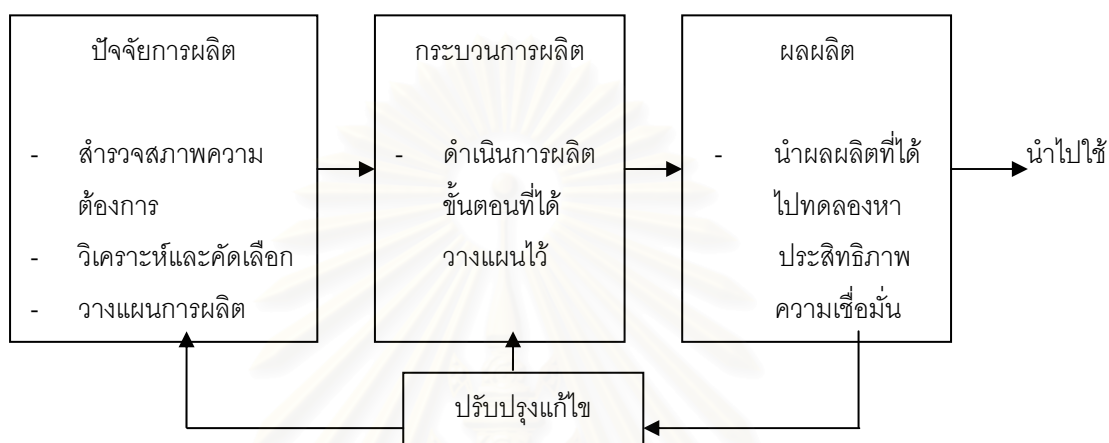 ปัจจัยการผลิต
- สำรวจสภาพความ
ต้องการ
- วิเคราะห์และคัดเลือก
- วางแผนการผลิต
กระบวนการผลิต
- ดำเนินการผลิต
ขั้นตอนที่ได้
วางแผนไว้
ผลผลิต
- นำผลผลิตที่ได้
ไปทดลองหา
ประสิทธิภาพ
ความเชื่อมั่น
นำไปใช้
ปรับปรุงแก้ไข